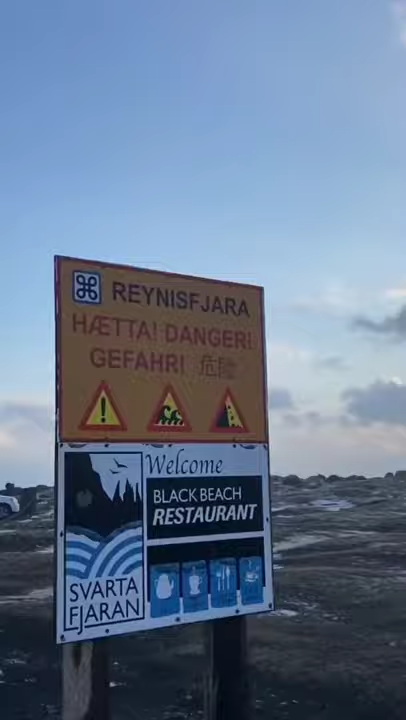 REYNISFJARA
HÆTTA! DANGER!
GEFAHR! 危险
Welcome
BLACK BEACH
RESTAURANT
SVARTA
FJARAN